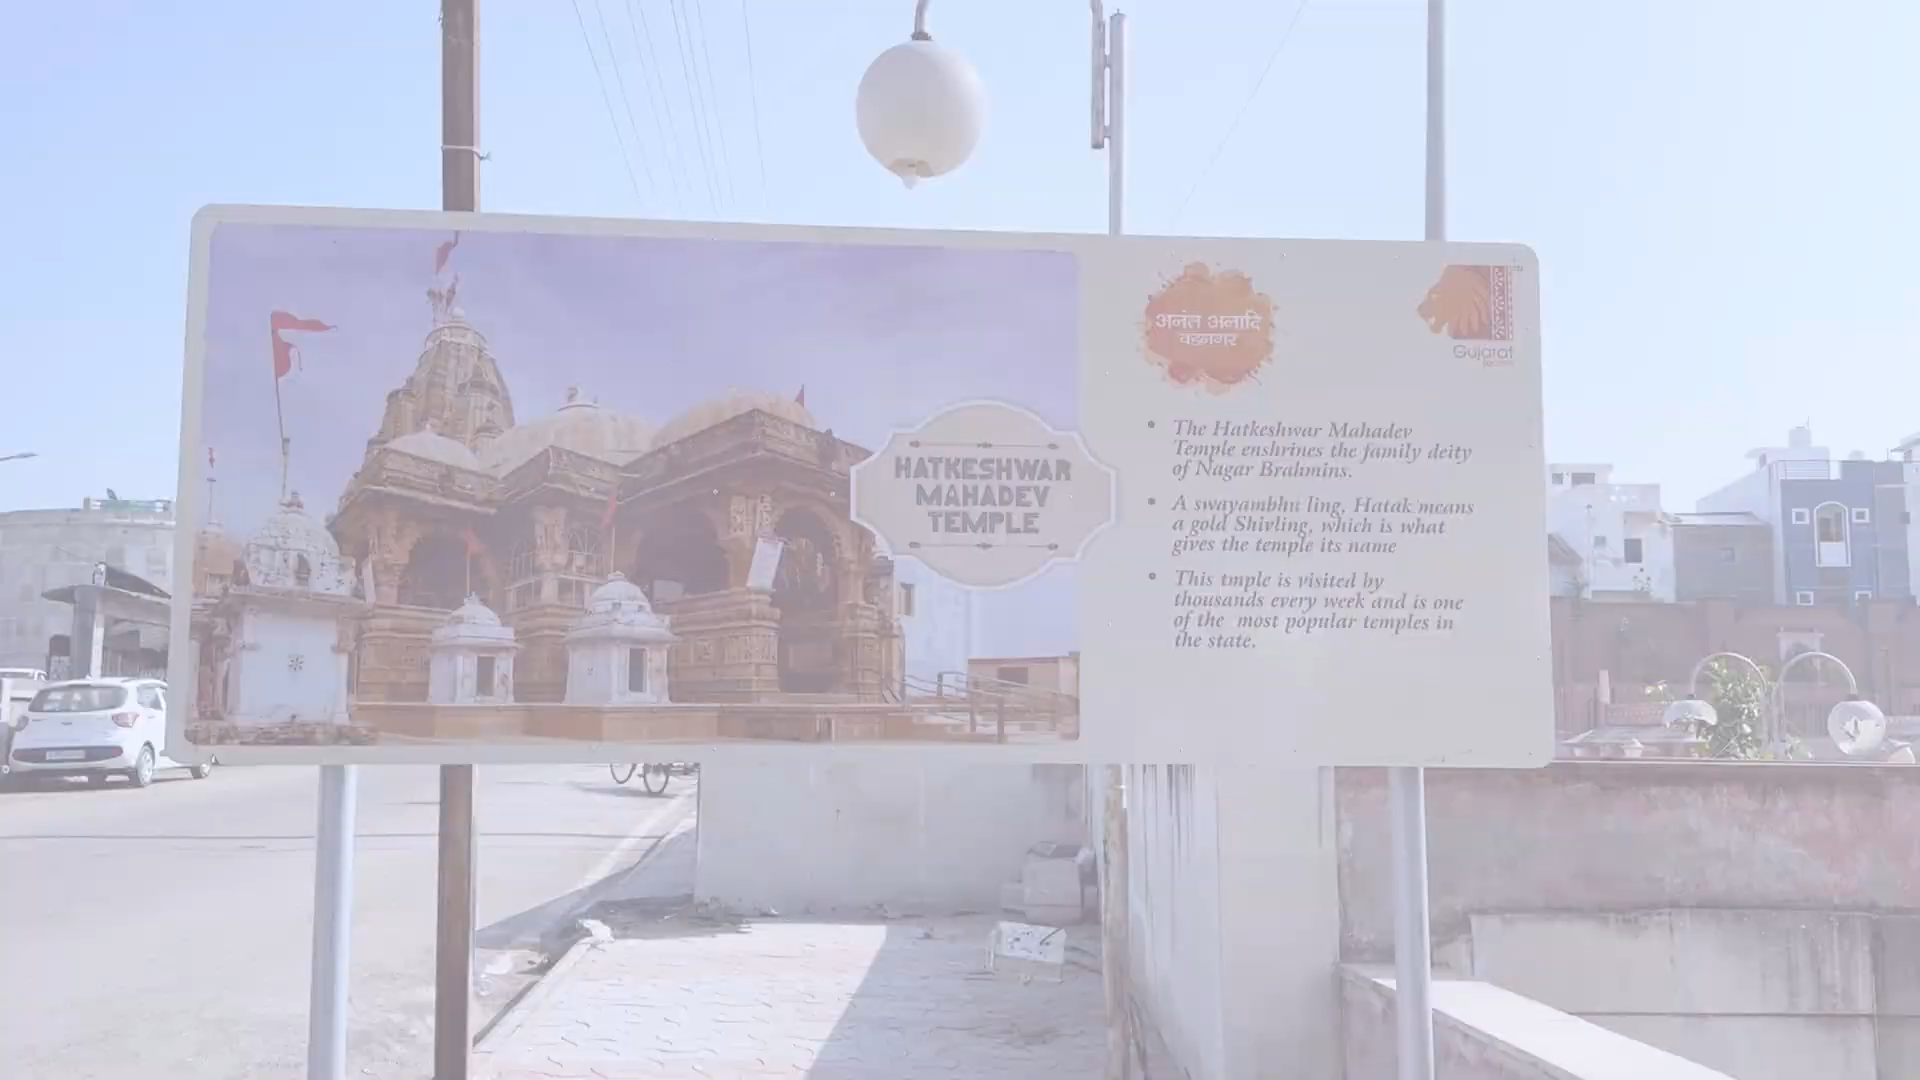 HATKESHWAR
MAHADEV
TEMPLE
अनंत अनादि
वडनगर
Gujarat
• The Hatkeshwar Mahadev
Temple enshrines the family deity
of Nagar Brahmins.
• A swayambhu ling, Hatak means
a gold Shivling, which is what
gives the temple its name
• This tmple is visited by
thousands every week and is one
of the most popular temples in
the state.